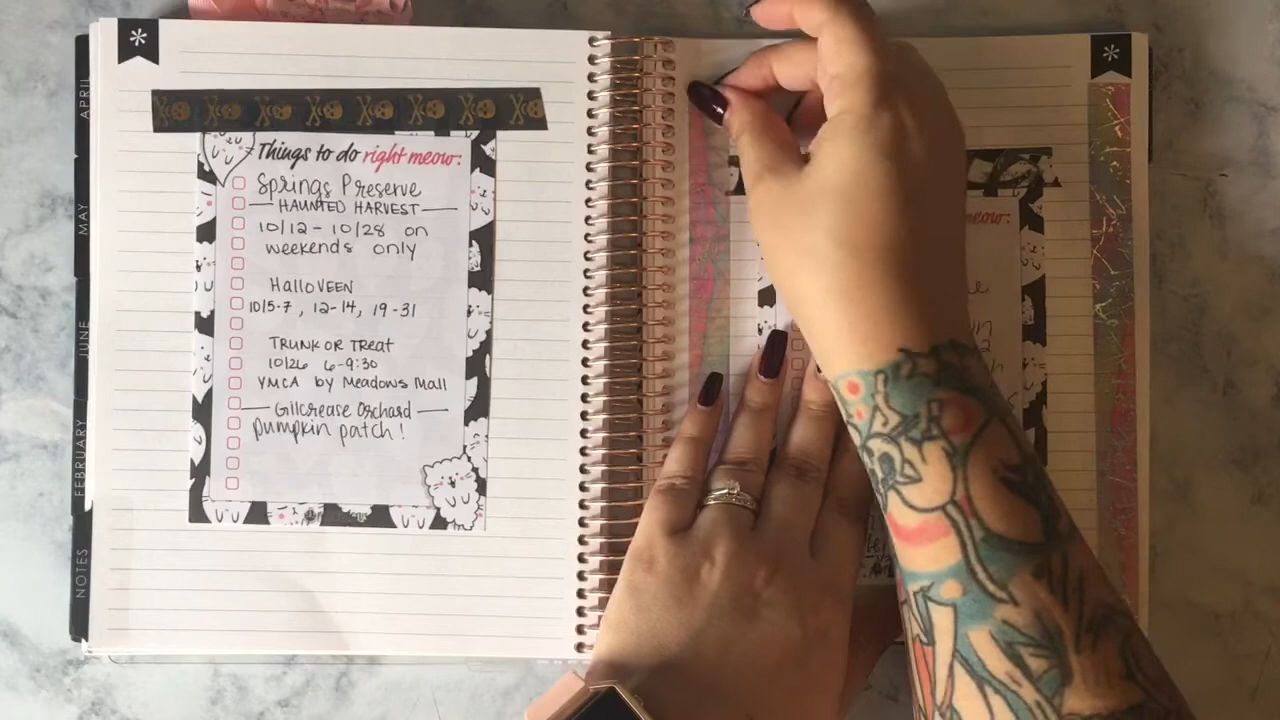 *
*
APRIL
MAY
JUNE
FEBRUARY
NOTES
Things to do right meow:
Springs Preserve
HAUNTED HARVEST
10/12 - 10/28 on
weekends only
HALLOVEEN
10/5-7, 12-14, 19-31
TRUNK OR TREAT
10/26 6-9:30
YMCA by Meadows Mall
Gilcrease Orchard
pumpkin patch!
meow: